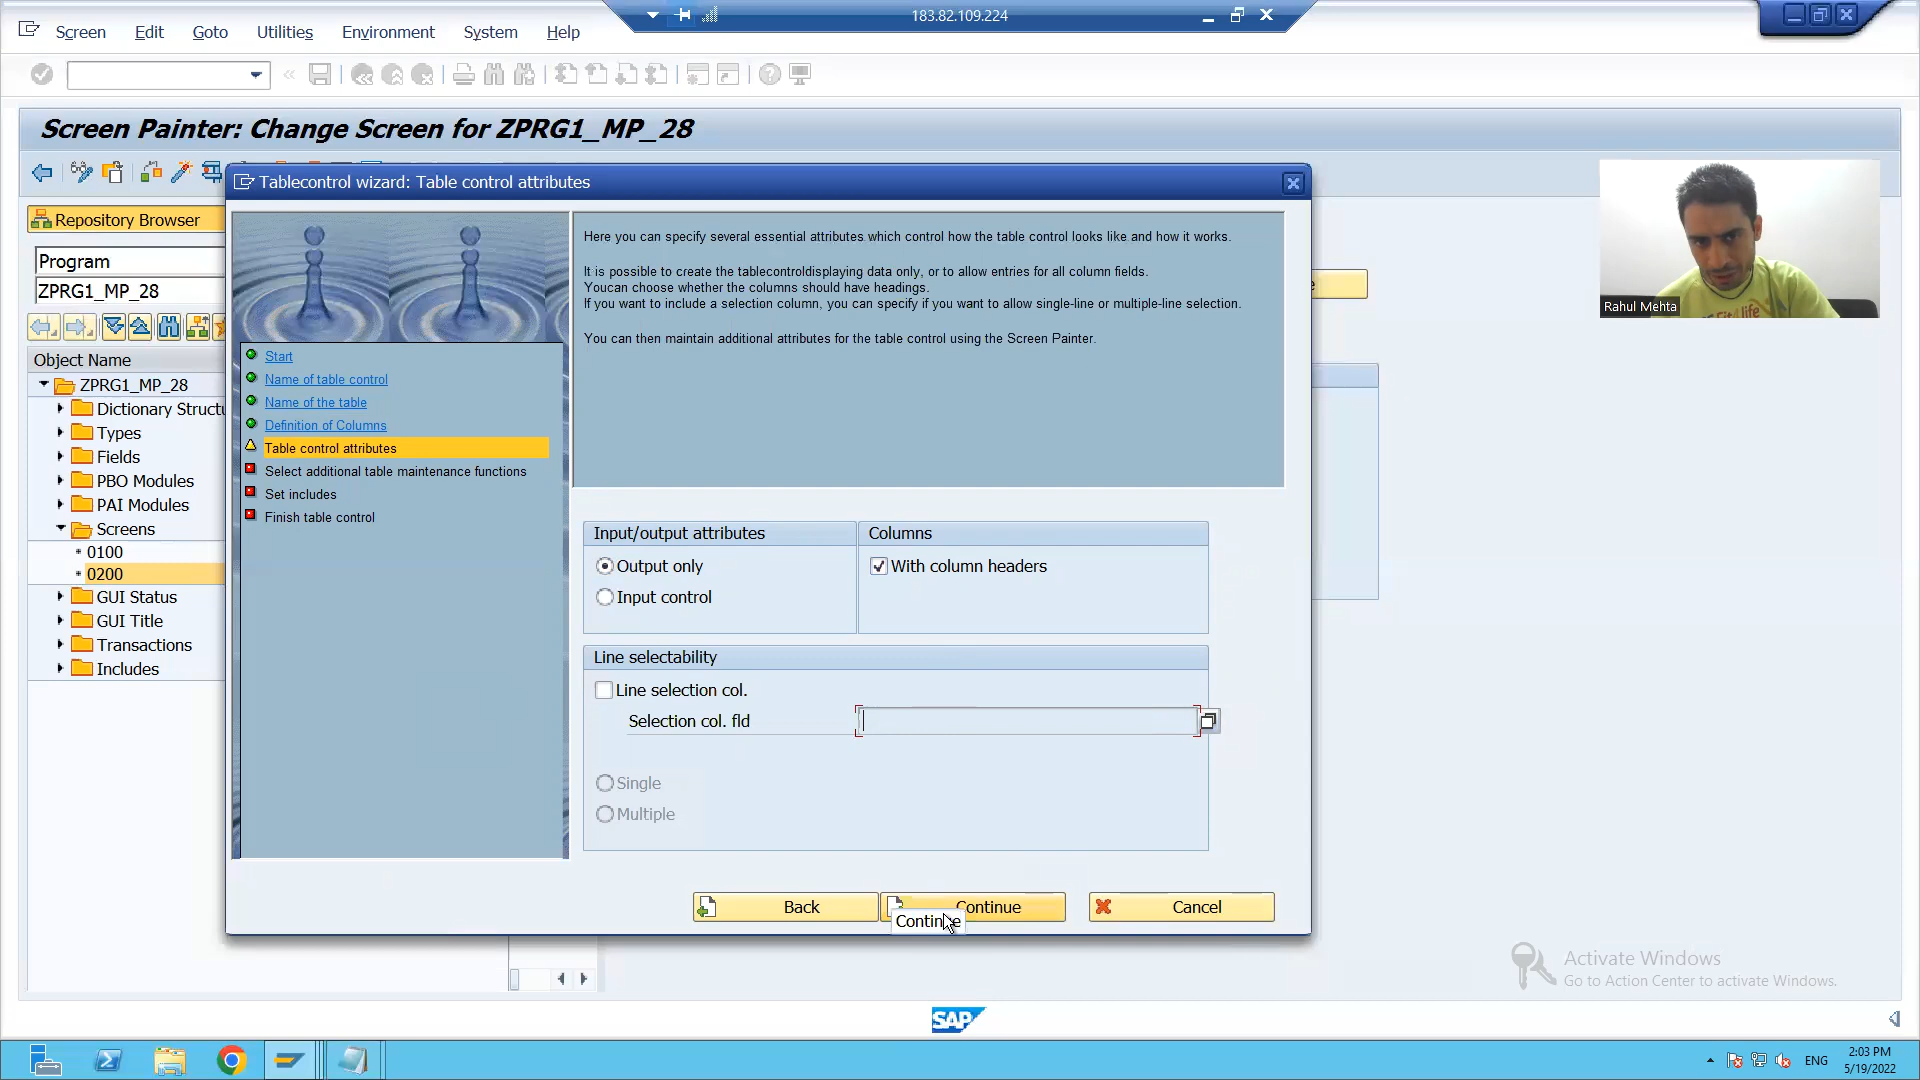 183.82.109.224
Screen Edit Goto Utilities Environment System Help
Screen Painter: Change Screen for ZPRG1_MP_28
Tablecontrol wizard: Table control attributes
Repository Browser
Program
ZPRG1_MP_28
Object Name
ZPRG1_MP_28
Dictionary Structu
Types
Fields
PBO Modules
PAI Modules
Screens
0100
0200
GUI Status
GUI Title
Transactions
Includes
Start
Name of table control
Name of the table
Definition of Columns
Table control attributes
Select additional table maintenance functions
Set includes
Finish table control
Here you can specify several essential attributes which control how the table control looks like and how it works.
It is possible to create the tablecontroldisplaying data only, or to allow entries for all column fields.
Youcan choose whether the columns should have headings.
If you want to include a selection column, you can specify if you want to allow single-line or multiple-line selection.
You can then maintain additional attributes for the table control using the Screen Painter.
Input/output attributes
Output only
Input control
Columns
With column headers
Line selectability
Line selection col.
Selection col. fld
Single
Multiple
Back Continue Cancel
Continue
Rahul Mehta
Activate Windows
Go to Action Center to activate Windows.
SAP
ENG
2:03 PM
5/19/2022